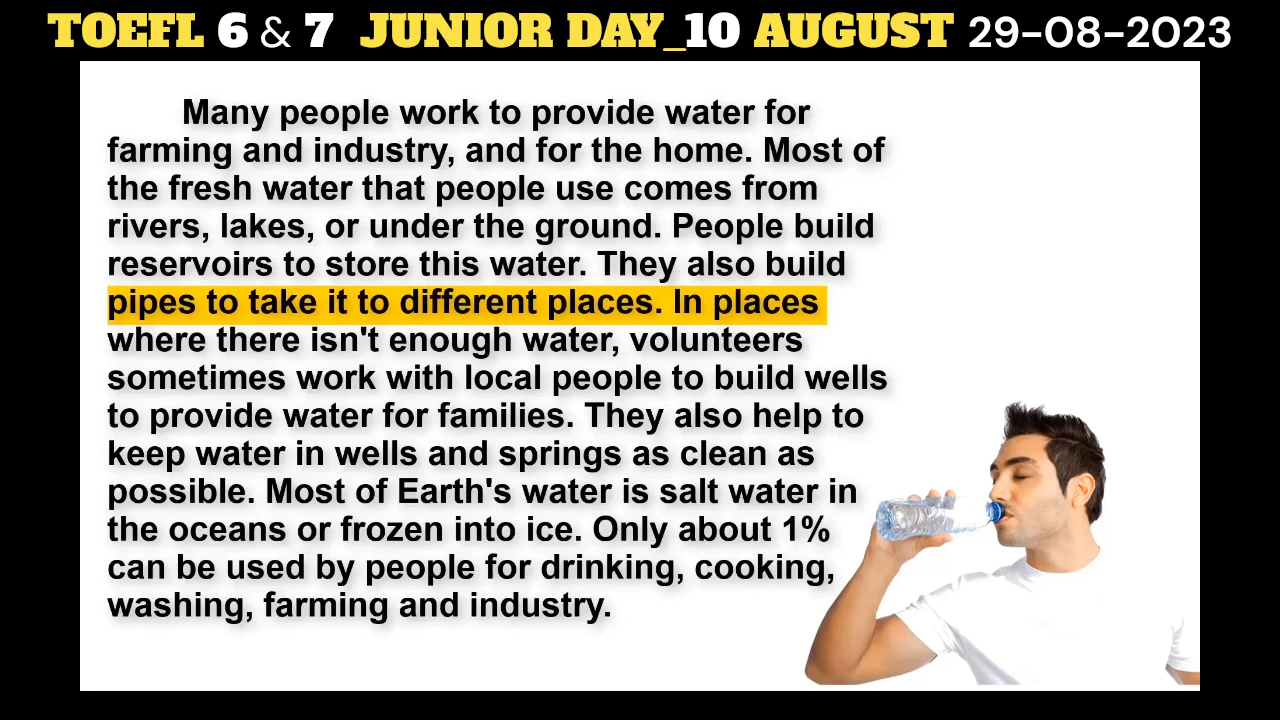 TOEFL 6 & 7 JUNIOR DAY_10 AUGUST 29-08-2023
Many people work to provide water for
farming and industry, and for the home. Most of
the fresh water that people use comes from
rivers, lakes, or under the ground. People build
reservoirs to store this water. They also build
pipes to take it to different places. In places
where there isn't enough water, volunteers
sometimes work with local people to build wells
to provide water for families. They also help to
keep water in wells and springs as clean as
possible. Most of Earth's water is salt water in
the oceans or frozen into ice. Only about 1%
can be used by people for drinking, cooking,
washing, farming and industry.